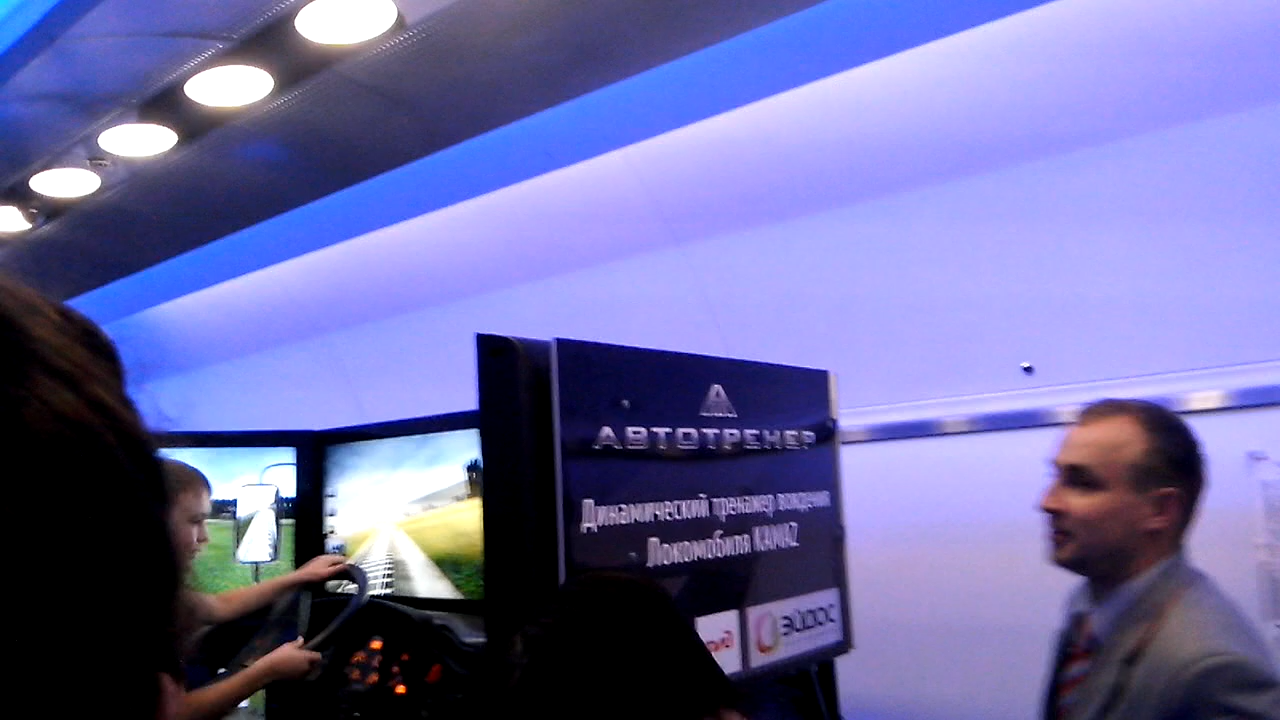 АВТОТРЕНЕР
Динамический тренажер вождения
Локомобиля KAMAZ
ЭЙДОС